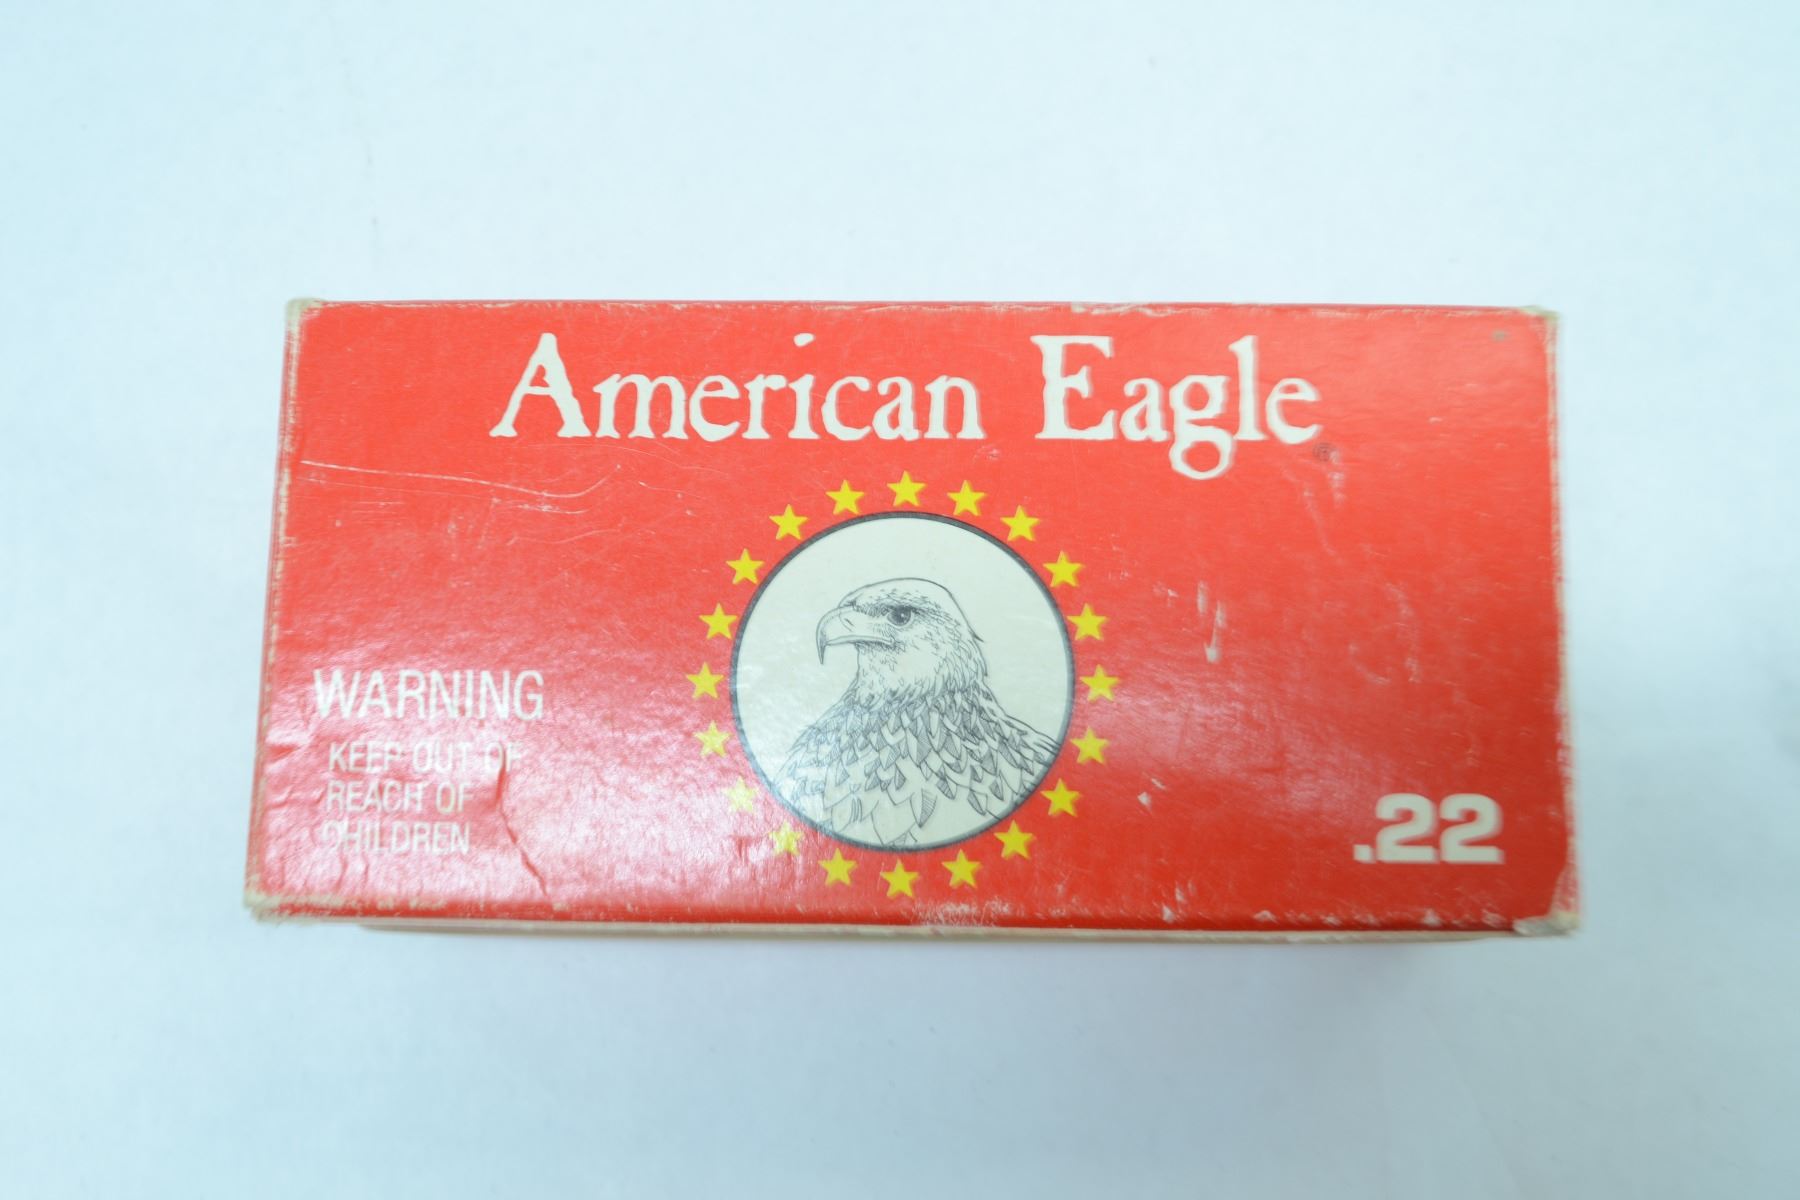 American Eagle®
WARNING
KEEP OUT OF
REACH OF
CHILDREN
.22